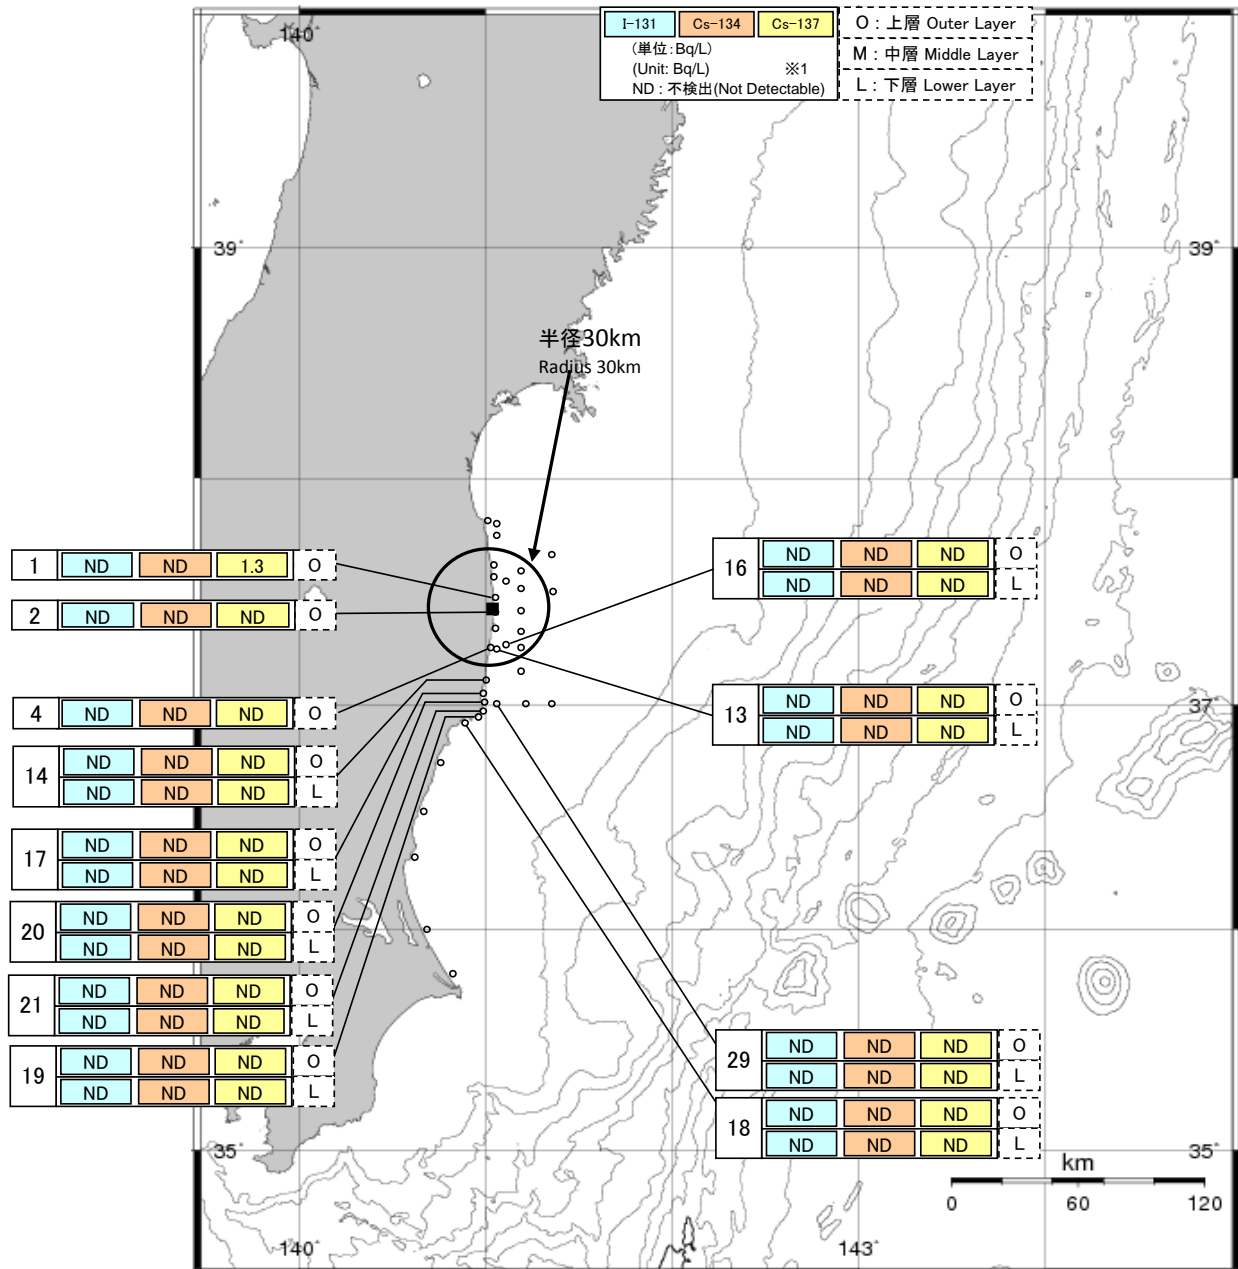 140°
I-131 Cs-134 Cs-137
(単位:Bq/L)
(Unit: Bq/L) ※1
ND : 不検出(Not Detectable)
O : 上層 Outer Layer
M : 中層 Middle Layer
L : 下層 Lower Layer
39° 39°
半径30km
Radius 30km
1 ND ND 1.3 O
2 ND ND ND O
4 ND ND ND O
14 ND ND ND O
ND ND ND L
17 ND ND ND O
ND ND ND L
20 ND ND ND O
ND ND ND L
21 ND ND ND O
ND ND ND L
19 ND ND ND O
ND ND ND L
16 ND ND ND O
ND ND ND L
37°
13 ND ND ND O
ND ND ND L
29 ND ND ND O
ND ND ND L
18 ND ND ND O
ND ND ND L
35° 35°
km
0 60 120
140° 143°